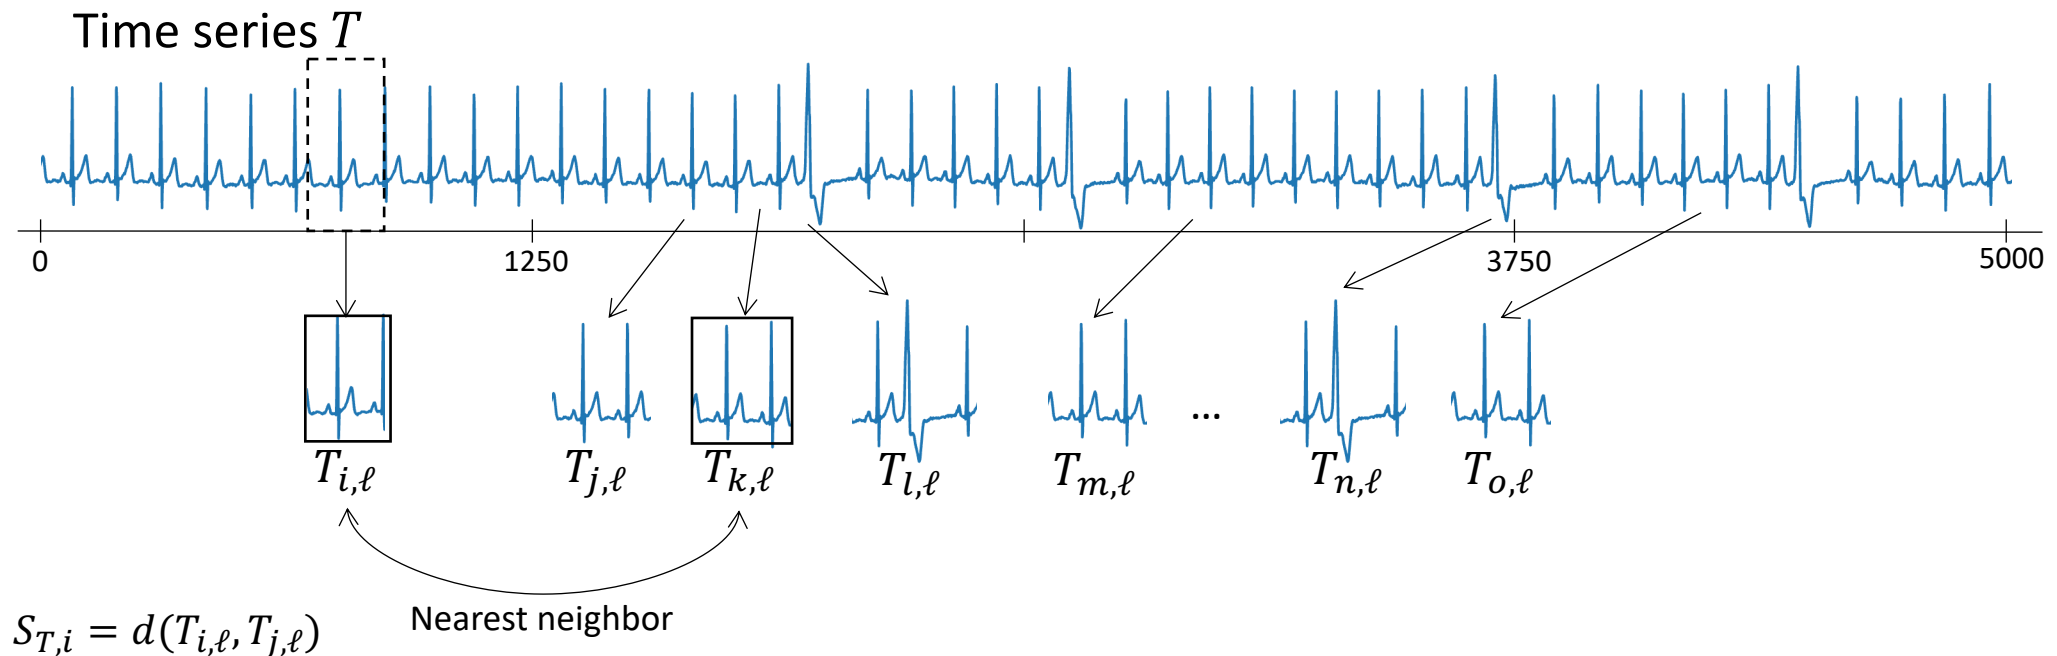 Time series T
0 1250 3750 5000
T_{i,ℓ} T_{j,ℓ} T_{k,ℓ} T_{l,ℓ} T_{m,ℓ} ... T_{n,ℓ} T_{o,ℓ}
Nearest neighbor
S_{T,i} = d(T_{i,ℓ}, T_{j,ℓ})